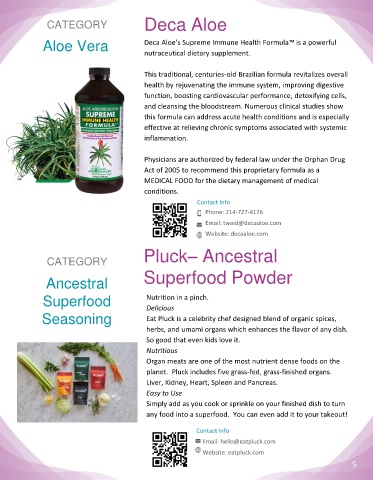 CATEGORY
Aloe Vera
ALOE ARBORESCENS
SUPREME
IMMUNE HEALTH
FORMULA
Deca Aloe
Deca Aloe's Supreme Immune Health Formula™ is a powerful
nutraceutical dietary supplement.
This traditional, centuries-old Brazilian formula revitalizes overall
health by rejuvenating the immune system, improving digestive
function, boosting cardiovascular performance, detoxifying cells,
and cleansing the bloodstream. Numerous clinical studies show
this formula can address acute health conditions and is especially
effective at relieving chronic symptoms associated with systemic
inflammation.
Physicians are authorized by federal law under the Orphan Drug
Act of 2005 to recommend this proprietary formula as a
MEDICAL FOOD for the dietary management of medical
conditions.
Contact Info
Phone: 214-727-4126
Email: twaid@decaaloe.com
Website: decaaloe.com
CATEGORY
Ancestral
Superfood
Seasoning
Pluck– Ancestral
Superfood Powder
Nutrition in a pinch.
Delicious
Eat Pluck is a celebrity chef designed blend of organic spices,
herbs, and umami organs which enhances the flavor of any dish.
So good that even kids love it.
Nutritious
Organ meats are one of the most nutrient dense foods on the
planet. Pluck includes five grass-fed, grass-finished organs.
Liver, Kidney, Heart, Spleen and Pancreas.
Easy to Use
Simply add as you cook or sprinkle on your finished dish to turn
any food into a superfood. You can even add it to your takeout!
Contact Info
Email: hello@eatpluck.com
Website: eatpluck.com
5